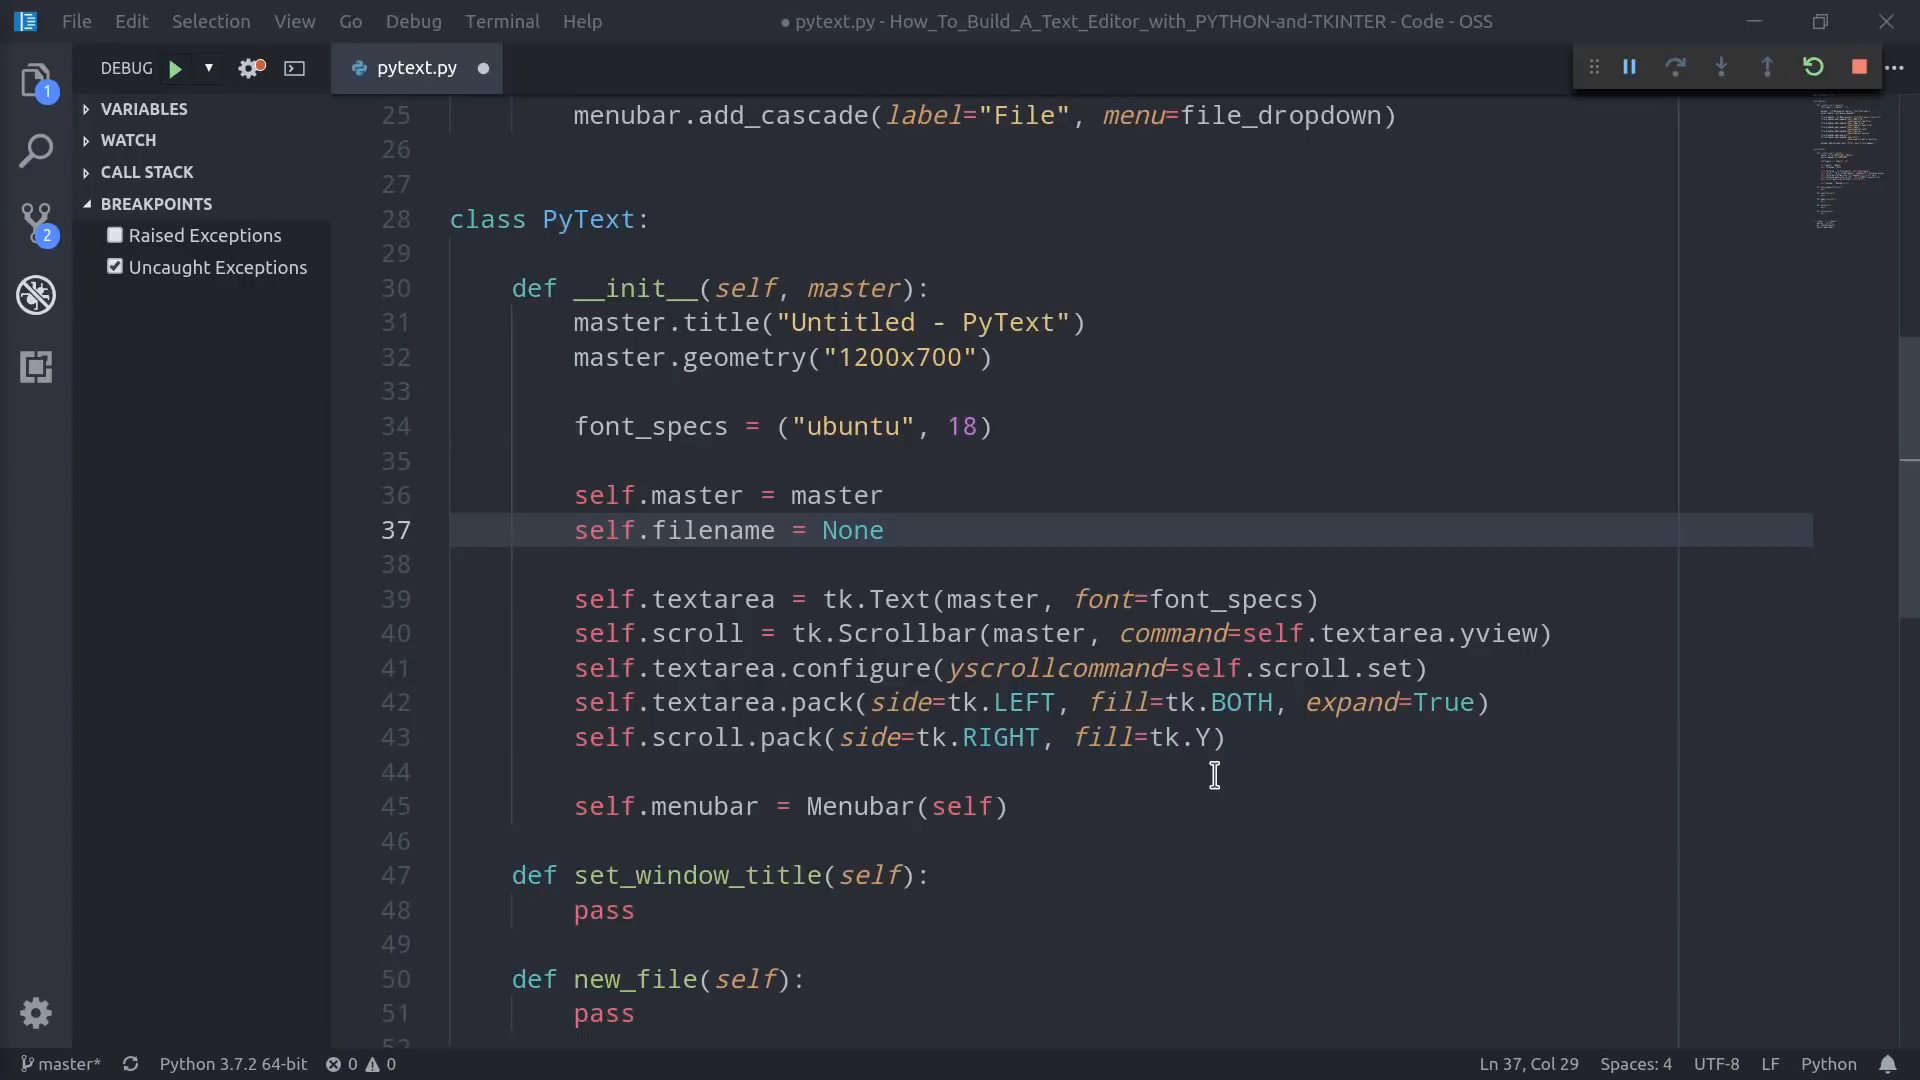 File Edit Selection View Go Debug Terminal Help
● pytext.py - How_To_Build_A_Text_Editor_with_PYTHON-and-TKINTER - Code - OSS
DEBUG
pytext.py
1
2
VARIABLES
WATCH
CALL STACK
BREAKPOINTS
Raised Exceptions
Uncaught Exceptions
25 menubar.add_cascade(label="File", menu=file_dropdown)
26
27
28 class PyText:
29
30 def __init__(self, master):
31 master.title("Untitled - PyText")
32 master.geometry("1200x700")
33
34 font_specs = ("ubuntu", 18)
35
36 self.master = master
37 self.filename = None
38
39 self.textarea = tk.Text(master, font=font_specs)
40 self.scroll = tk.Scrollbar(master, command=self.textarea.yview)
41 self.textarea.configure(yscrollcommand=self.scroll.set)
42 self.textarea.pack(side=tk.LEFT, fill=tk.BOTH, expand=True)
43 self.scroll.pack(side=tk.RIGHT, fill=tk.Y)
44
45 self.menubar = Menubar(self)
46
47 def set_window_title(self):
48 pass
49
50 def new_file(self):
51 pass
master* Python 3.7.2 64-bit 0 0 Ln 37, Col 29 Spaces: 4 UTF-8 LF Python